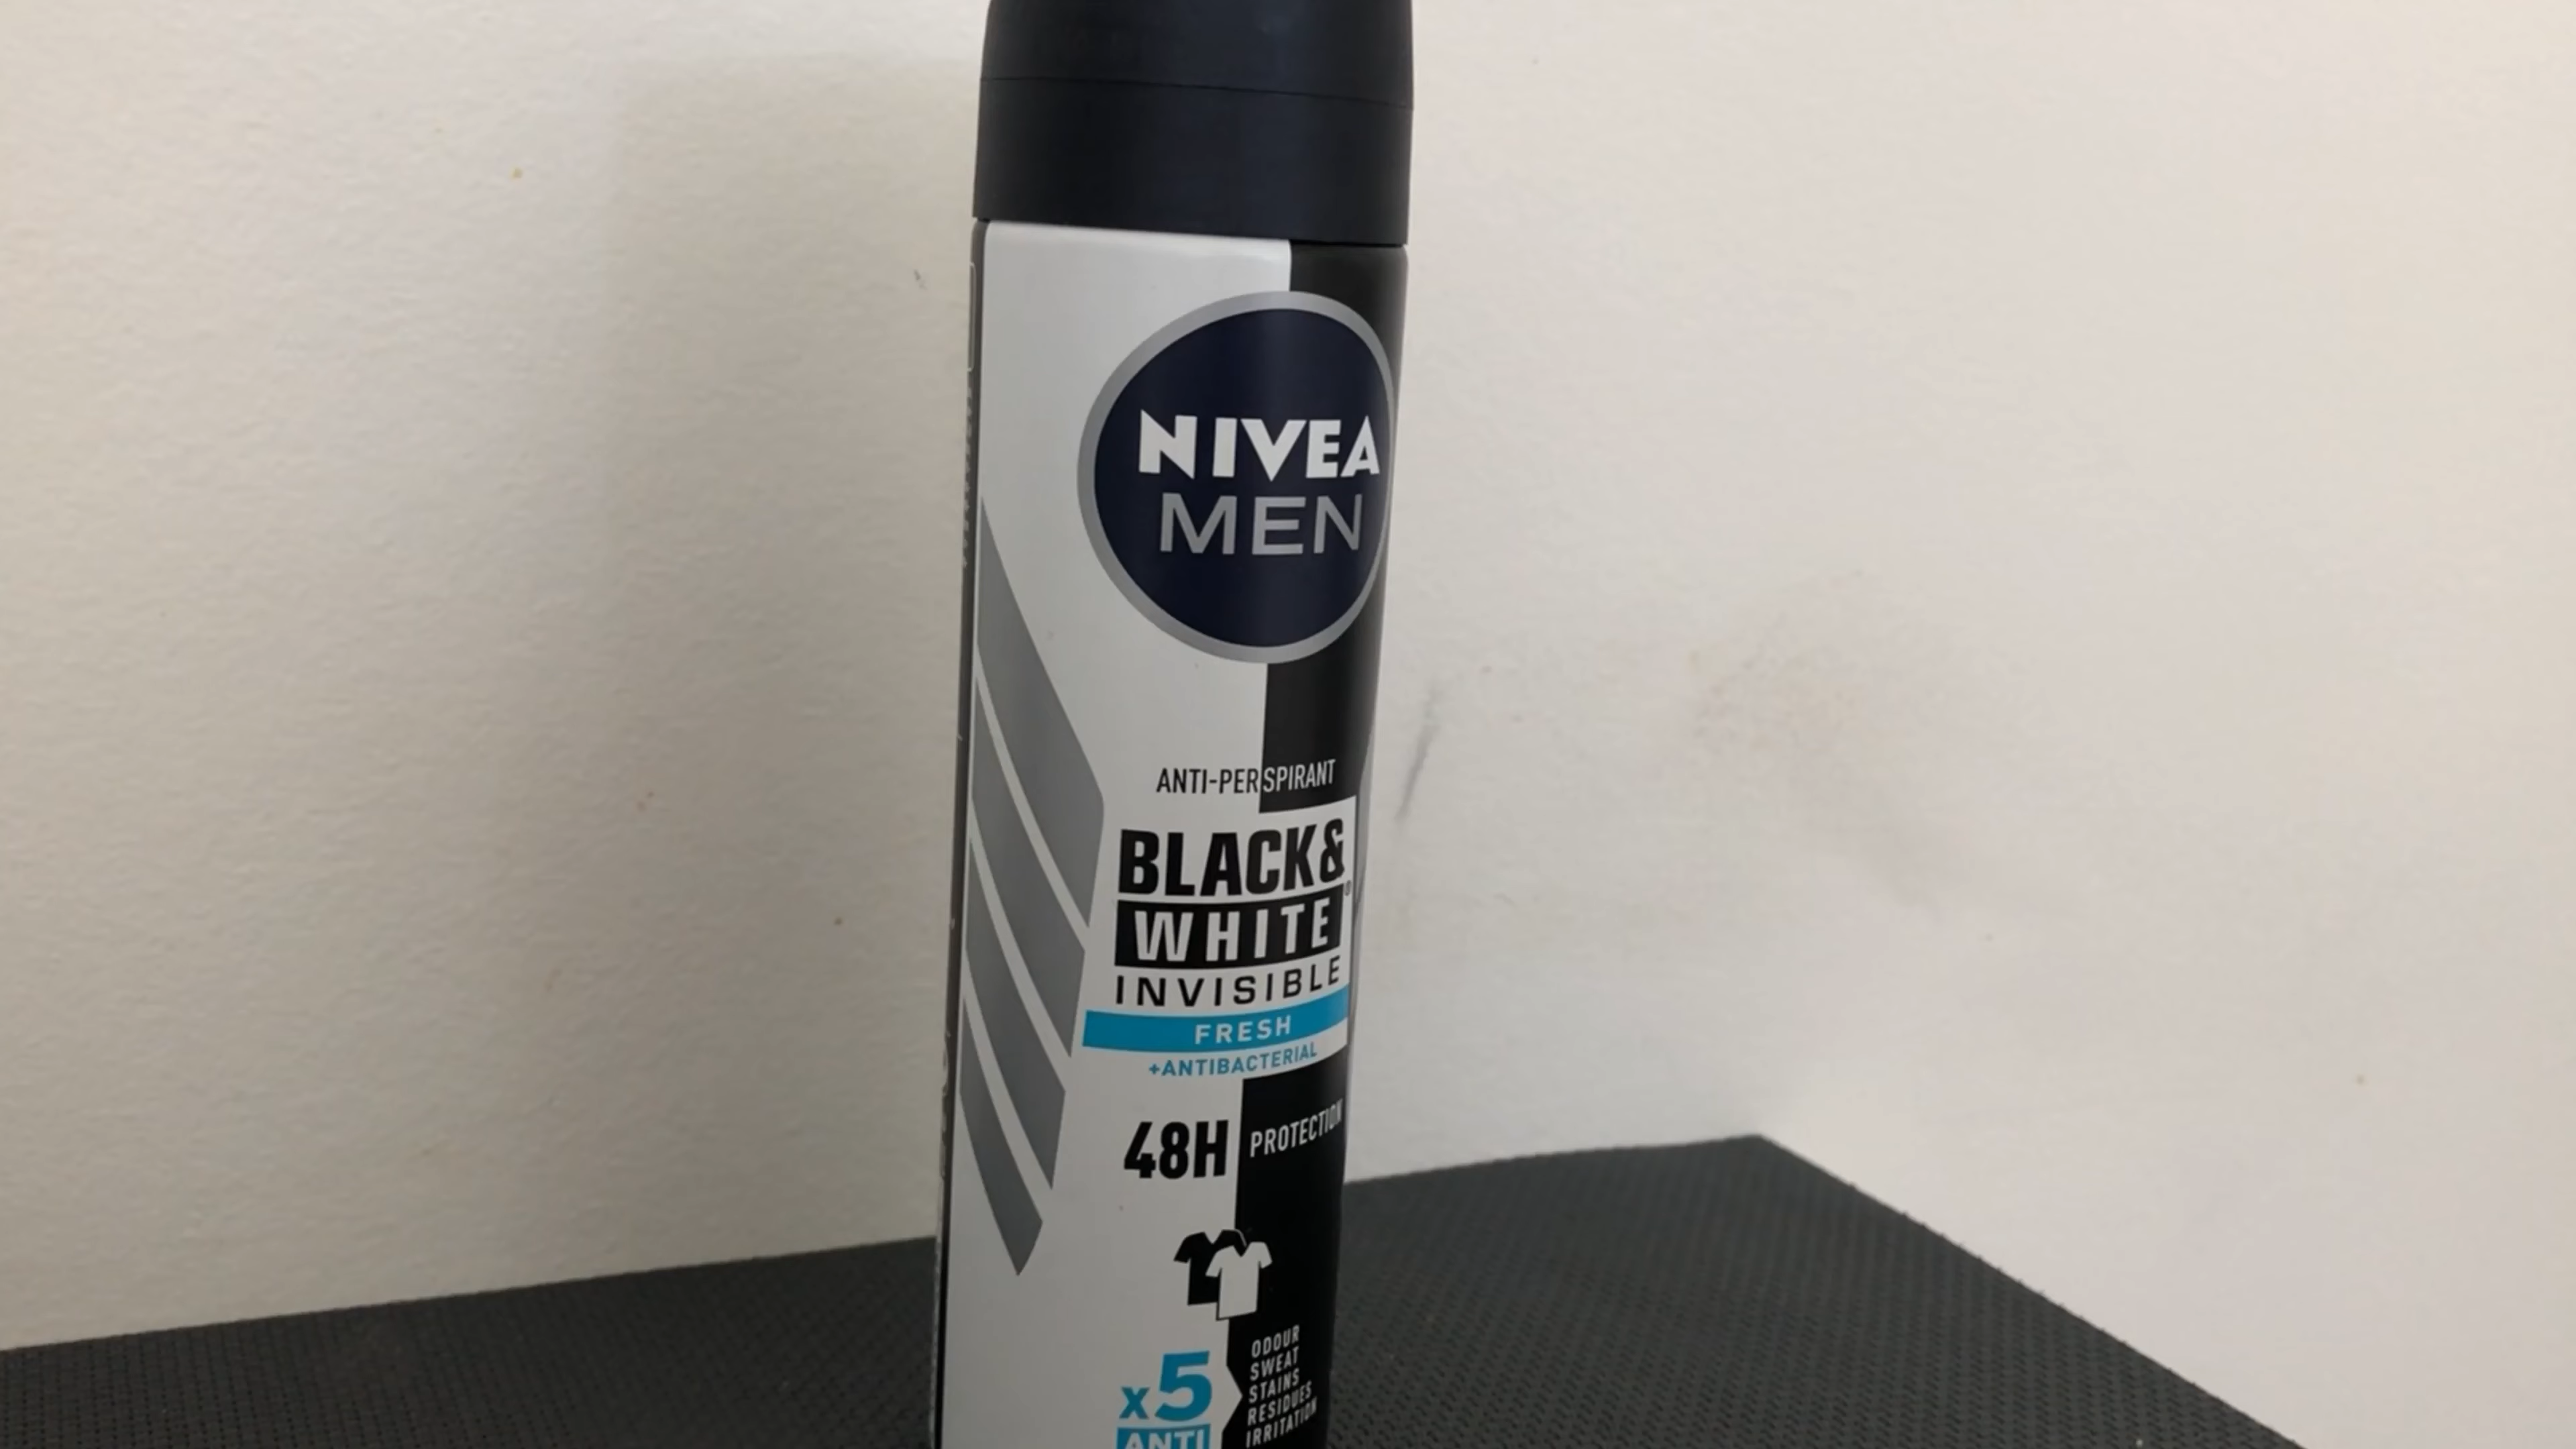 NIVEA
MEN
ANTI-PERSPIRANT
BLACK&
WHITE®
INVISIBLE
FRESH
+ANTIBACTERIAL
48H PROTECTION
x5
ANTI
ODOUR
SWEAT
STAINS
RESIDUES
IRRITATION